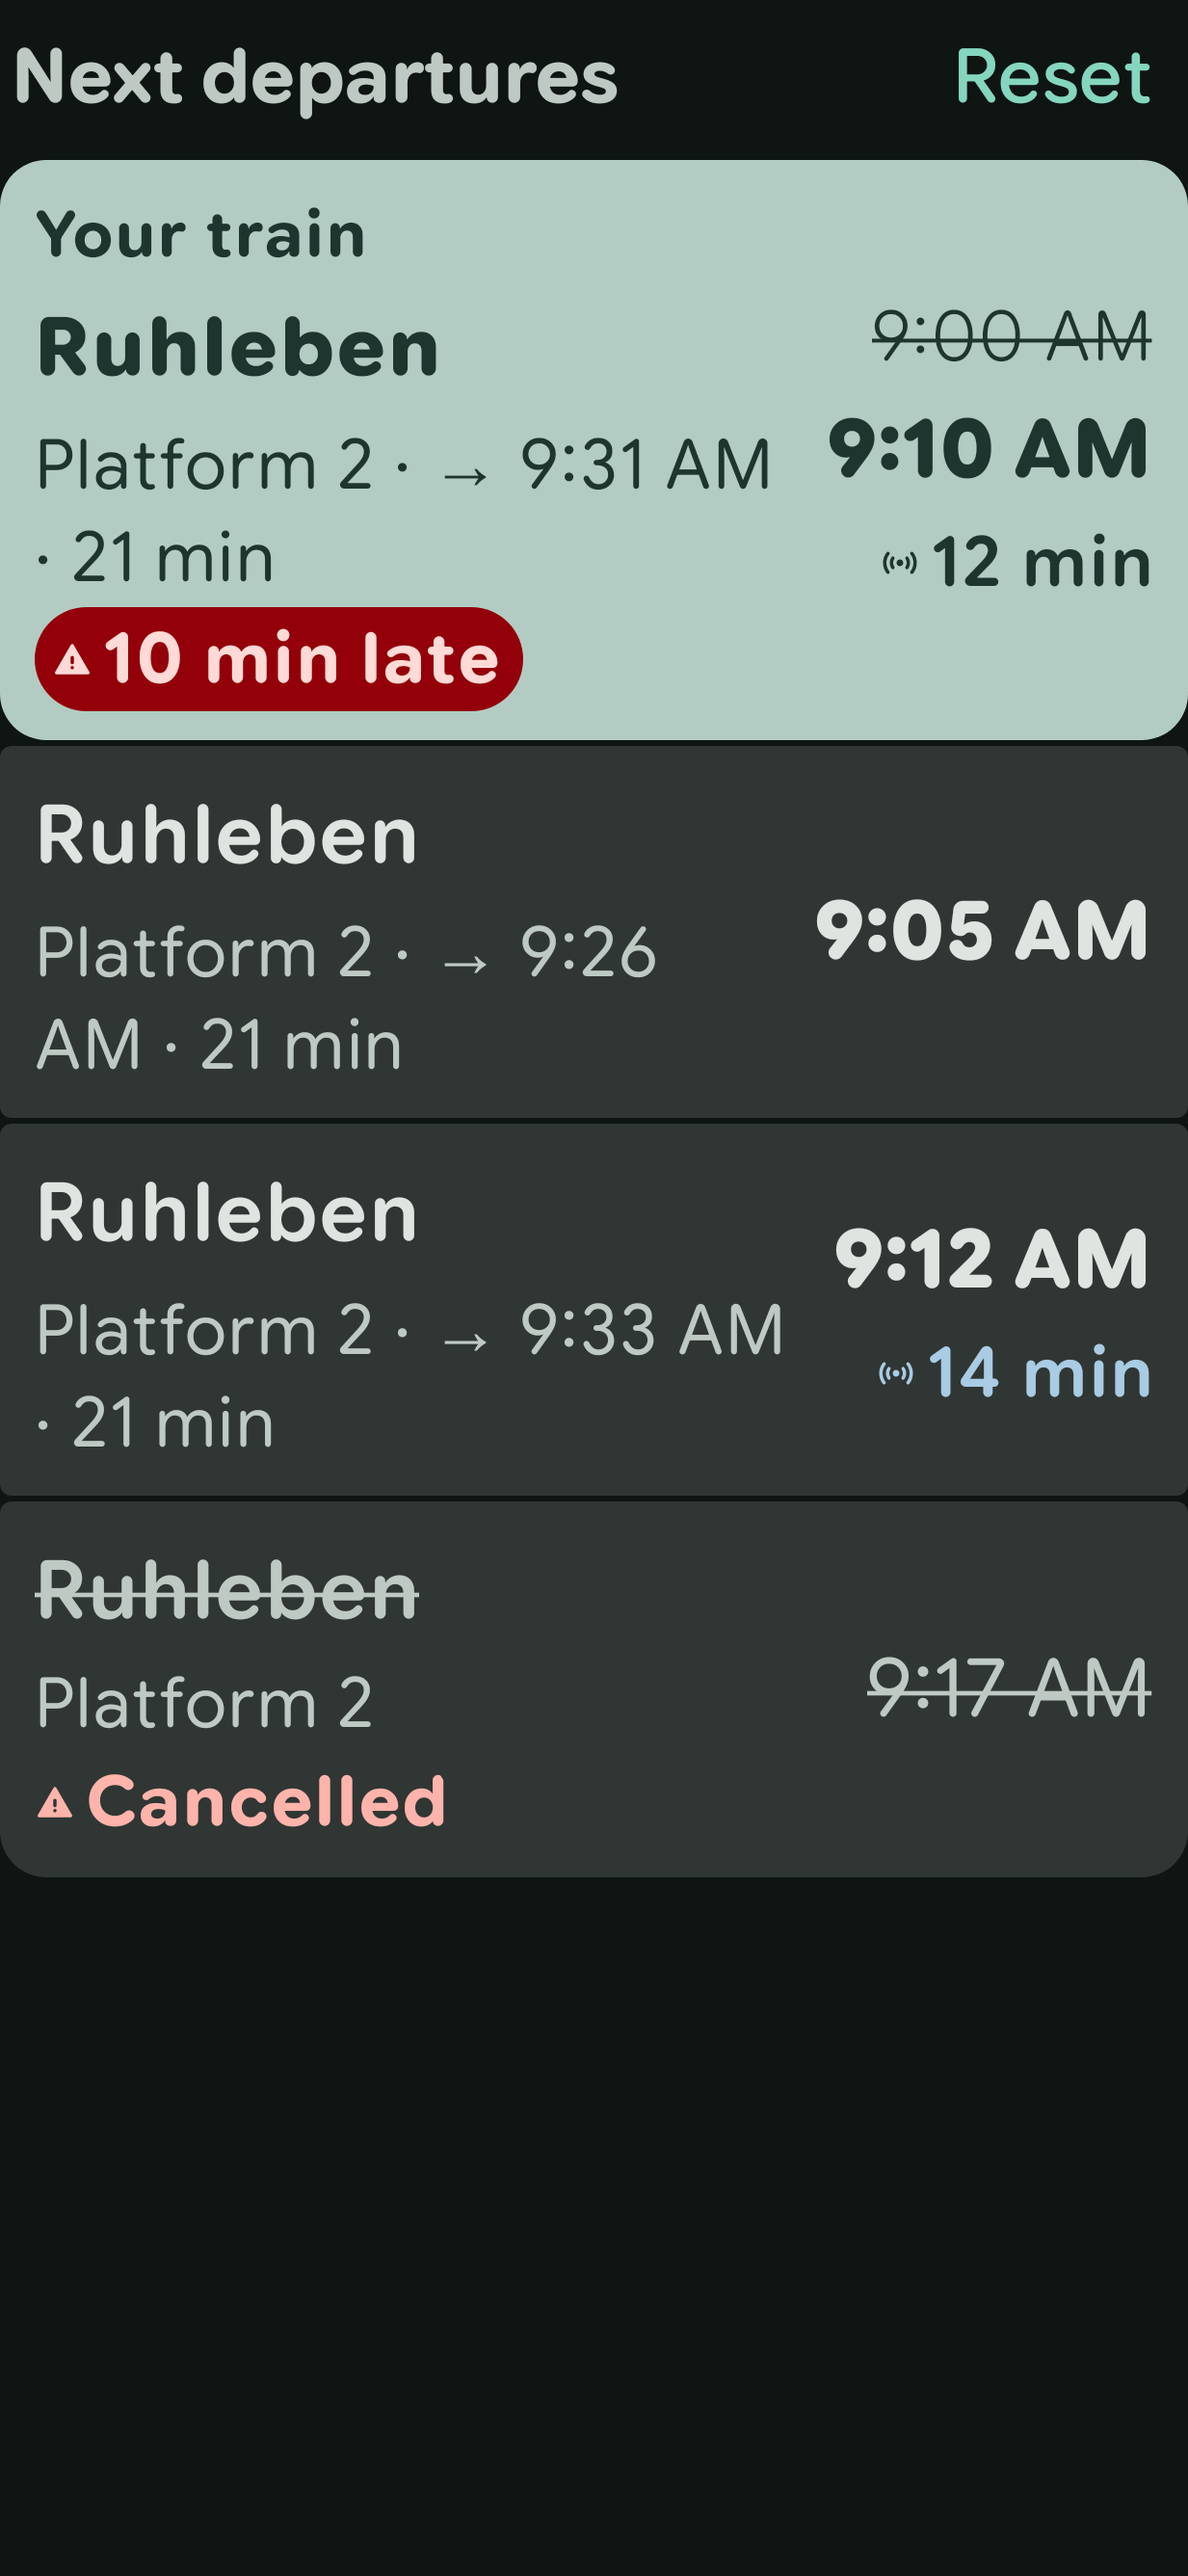 Next departures
Reset
Your train
Ruhleben
9:00 AM
Platform 2 · → 9:31 AM
· 21 min
9:10 AM
12 min
10 min late
Ruhleben
Platform 2 · → 9:26
AM · 21 min
9:05 AM
Ruhleben
Platform 2 · → 9:33 AM
· 21 min
9:12 AM
14 min
Ruhleben
Platform 2
9:17 AM
Cancelled